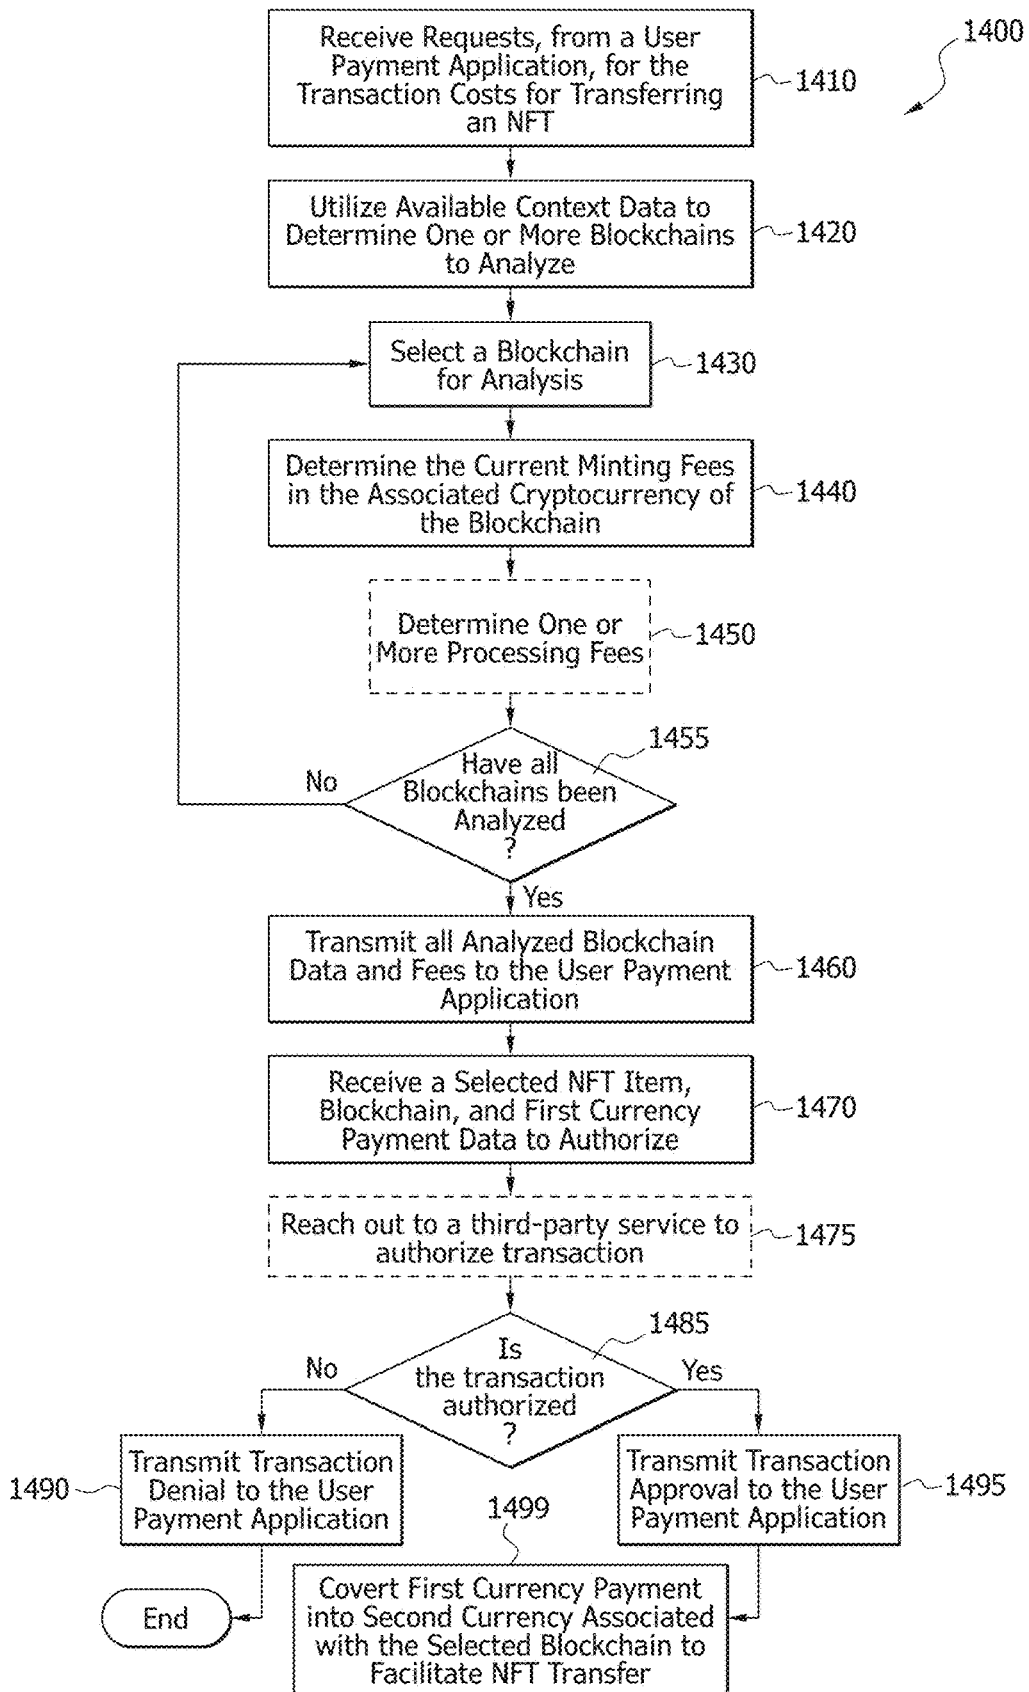 1400
Receive Requests, from a User
Payment Application, for the
Transaction Costs for Transferring
an NFT
1410
Utilize Available Context Data to
Determine One or More Blockchains
to Analyze
1420
Select a Blockchain
for Analysis
1430
Determine the Current Minting Fees
in the Associated Cryptocurrency of
the Blockchain
1440
Determine One or
More Processing Fees
1450
1455
Have all
Blockchains been
Analyzed
?
No
Yes
Transmit all Analyzed Blockchain
Data and Fees to the User Payment
Application
1460
Receive a Selected NFT Item,
Blockchain, and First Currency
Payment Data to Authorize
1470
Reach out to a third-party service to
authorize transaction
1475
1485
Is
the transaction
authorized
?
No
Yes
Transmit Transaction
Denial to the User
Payment Application
1490
Transmit Transaction
Approval to the User
Payment Application
1495
1499
End
Covert First Currency Payment
into Second Currency Associated
with the Selected Blockchain to
Facilitate NFT Transfer